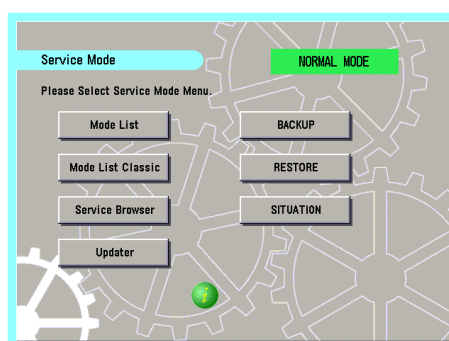 Service Mode
NORMAL MODE
Please Select Service Mode Menu.
Mode List
BACKUP
Mode List Classic
RESTORE
Service Browser
SITUATION
Updater
i